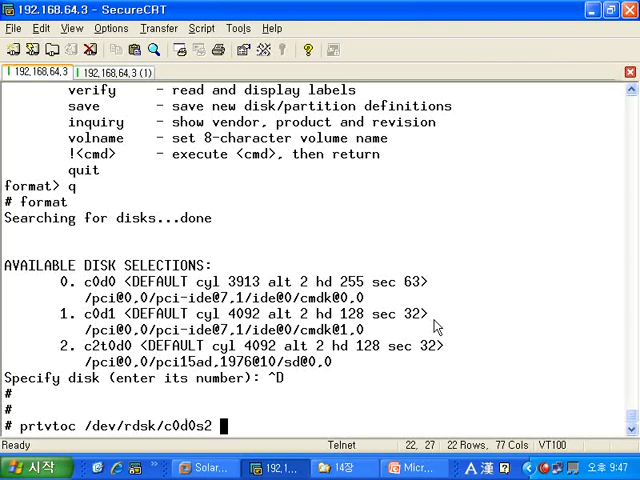 192.168.64.3 - SecureCRT
File Edit View Options Transfer Script Tools Help
192.168.64.3 192.168.64.3 (1)
verify - read and display labels
save - save new disk/partition definitions
inquiry - show vendor, product and revision
volname - set 8-character volume name
!<cmd> - execute <cmd>, then return
quit
format> q
# format
Searching for disks...done
AVAILABLE DISK SELECTIONS:
0. c0d0 <DEFAULT cyl 3913 alt 2 hd 255 sec 63>
/pci@0,0/pci-ide@7,1/ide@0/cmdk@0,0
1. c0d1 <DEFAULT cyl 4092 alt 2 hd 128 sec 32>
/pci@0,0/pci-ide@7,1/ide@0/cmdk@1,0
2. c2t0d0 <DEFAULT cyl 4092 alt 2 hd 128 sec 32>
/pci@0,0/pci15ad,1976@10/sd@0,0
Specify disk (enter its number): ^D
#
#
# prtvtoc /dev/rdsk/c0d0s2
Ready Telnet 22, 27 22 Rows, 77 Cols VT100
시작 Solar... 192,1... 14장 Micr... A 漢 오후 9:47